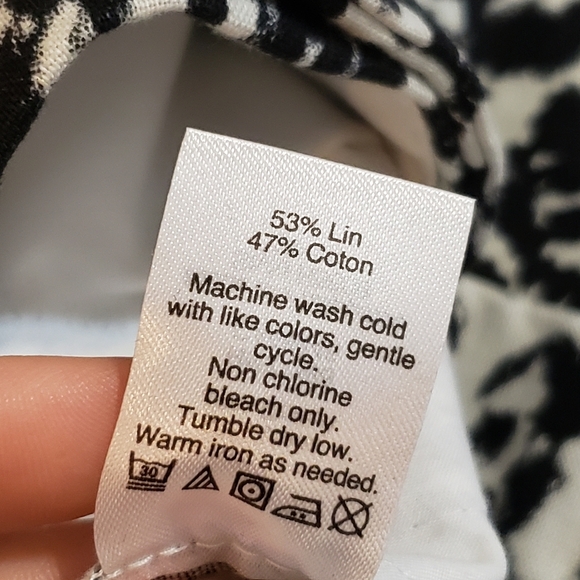 53% Lin
47% Coton
Machine wash cold
with like colors, gentle
cycle.
Non chlorine
bleach only.
Tumble dry low.
Warm iron as needed.
30